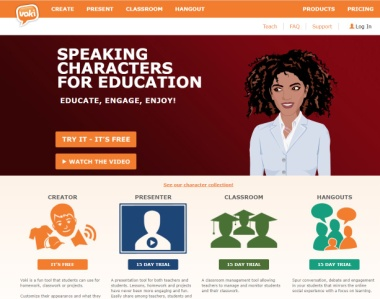 voki
CREATE PRESENT CLASSROOM HANGOUT PRODUCTS PRICING
Teach FAQ Support Log In
SPEAKING
CHARACTERS
FOR EDUCATION
EDUCATE, ENGAGE, ENJOY!
TRY IT - IT'S FREE
WATCH THE VIDEO
See our character collection!
CREATOR PRESENTER CLASSROOM HANGOUTS
IT'S FREE 15 DAY TRIAL 15 DAY TRIAL 15 DAY TRIAL
Voki is a fun tool that students can use for
homework, classwork or projects.
Customize their appearance and what they
A presentation tool for both teachers and
students. Lessons, homework and projects
have never been more engaging and fun.
Easily share among teachers, students and
A classroom management tool allowing
teachers to manage and monitor students
and their classwork.
Spur conversation, debate and engagement
in your students that mirrors the online
social experience with a focus on learning.